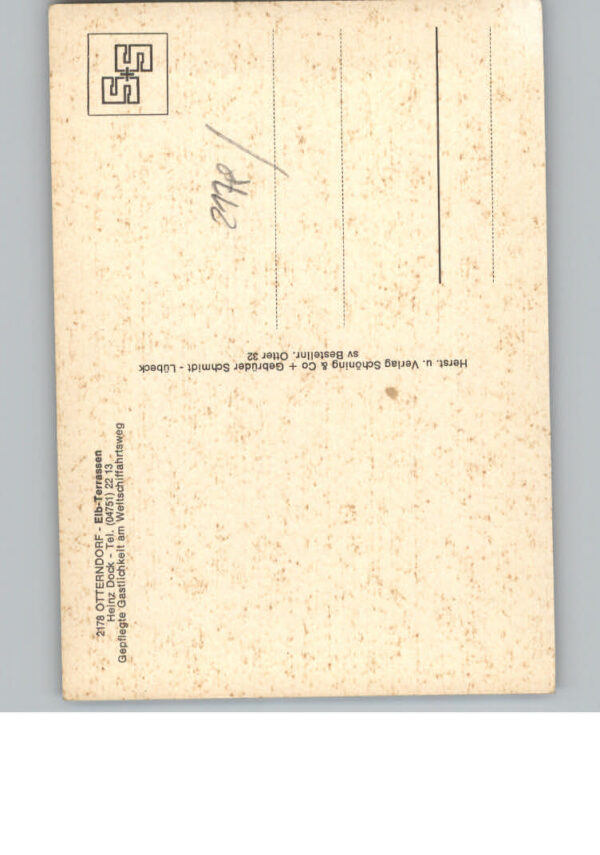 2178 OTTERNDORF - Elb-Terrassen
Heinz Dock - Tel. (04751) 22 13
Gepflegte Gastlichkeit am Weltschiffahrtsweg
Herst. u. Verlag Schöning & Co + Gebrüder Schmidt - Lübeck
sv Bestellnr. Otter 32
S+S